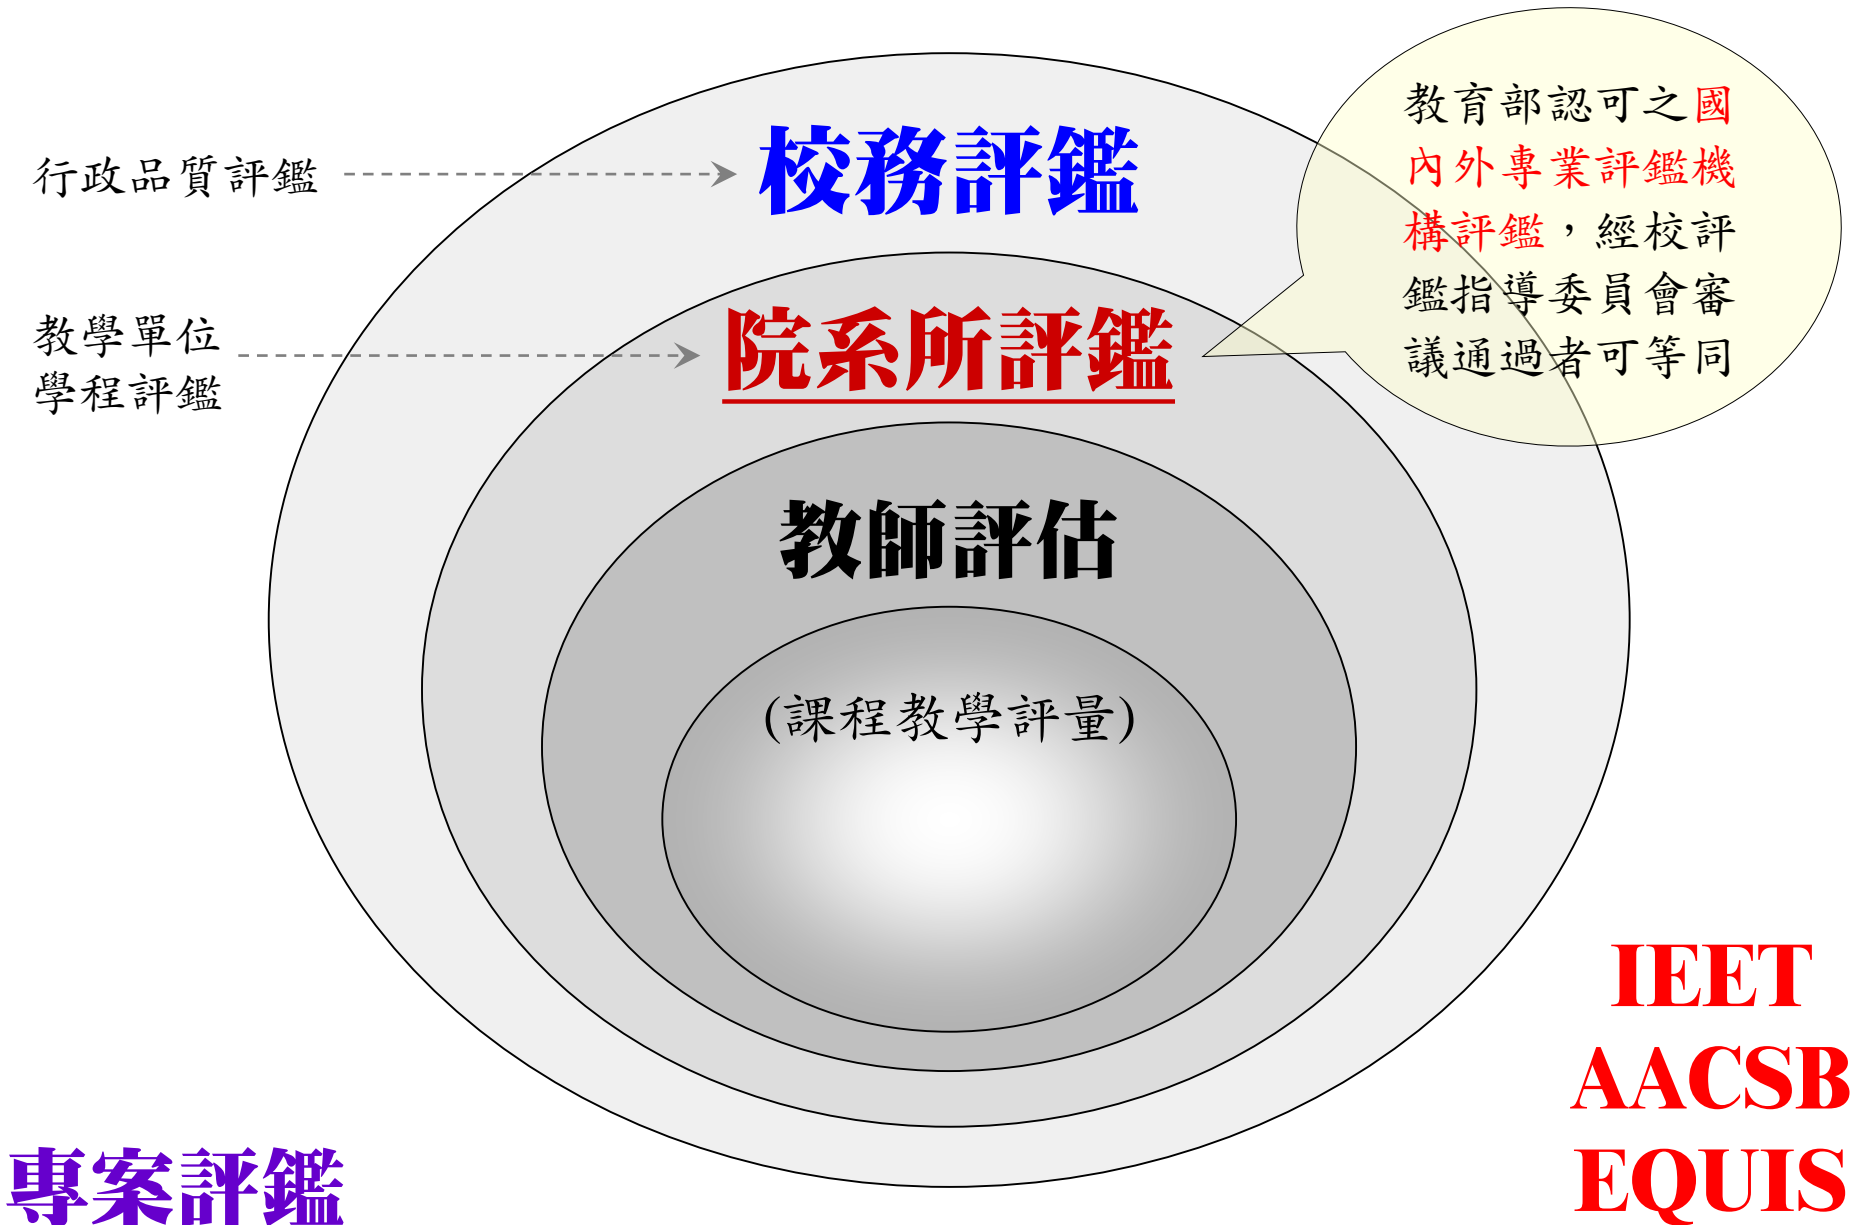 校務評鑑
行政品質評鑑
院系所評鑑
教學單位
學程評鑑
教育部認可之國
內外專業評鑑機
構評鑑，經校評
鑑指導委員會審
議通過者可等同
教師評估
(課程教學評量)
IEET
AACSB
EQUIS
專案評鑑